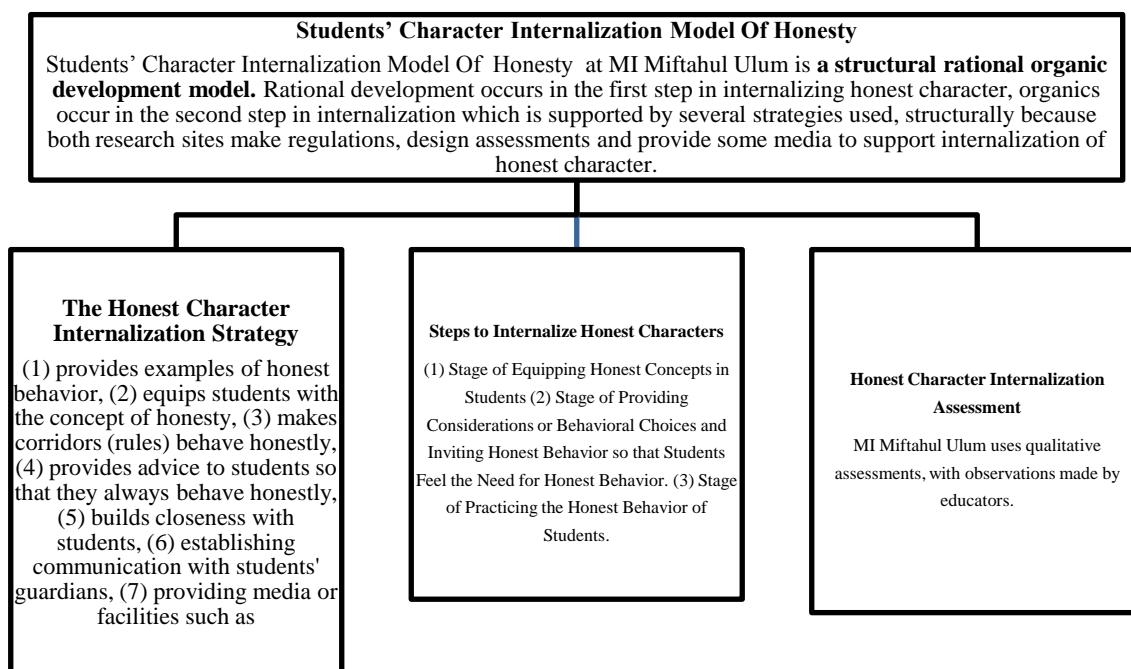 Students’ Character Internalization Model Of Honesty
Students’ Character Internalization Model Of Honesty at MI Miftahul Ulum is a structural rational organic
development model. Rational development occurs in the first step in internalizing honest character, organics
occur in the second step in internalization which is supported by several strategies used, structurally because
both research sites make regulations, design assessments and provide some media to support internalization of
honest character.
The Honest Character
Internalization Strategy
(1) provides examples of honest
behavior, (2) equips students with
the concept of honesty, (3) makes
corridors (rules) behave honestly,
(4) provides advice to students so
that they always behave honestly,
(5) builds closeness with
students, (6) establishing
communication with students'
guardians, (7) providing media or
facilities such as
Steps to Internalize Honest Characters
(1) Stage of Equipping Honest Concepts in
Students (2) Stage of Providing
Considerations or Behavioral Choices and
Inviting Honest Behavior so that Students
Feel the Need for Honest Behavior. (3) Stage
of Practicing the Honest Behavior of
Students.
Honest Character Internalization
Assessment
MI Miftahul Ulum uses qualitative
assessments, with observations made by
educators.